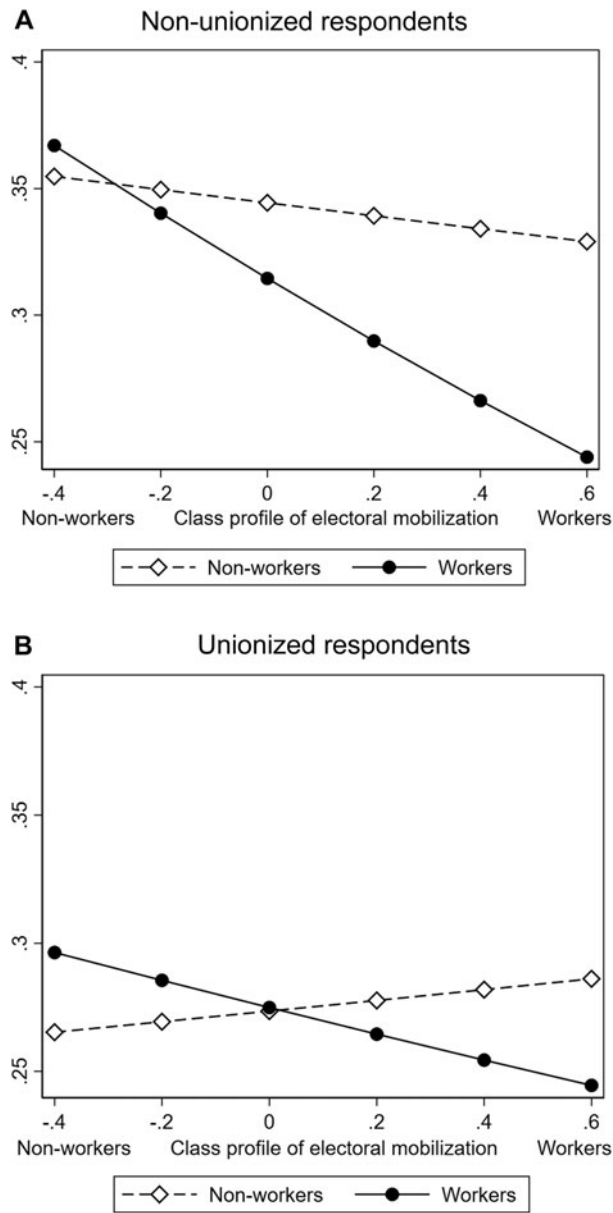 A Non-unionized respondents
.4
.35
.3
.25
-.4 -.2 0 .2 .4 .6
Non-workers Class profile of electoral mobilization Workers
Non-workers Workers
B Unionized respondents
.4
.35
.3
.25
-.4 -.2 0 .2 .4 .6
Non-workers Class profile of electoral mobilization Workers
Non-workers Workers